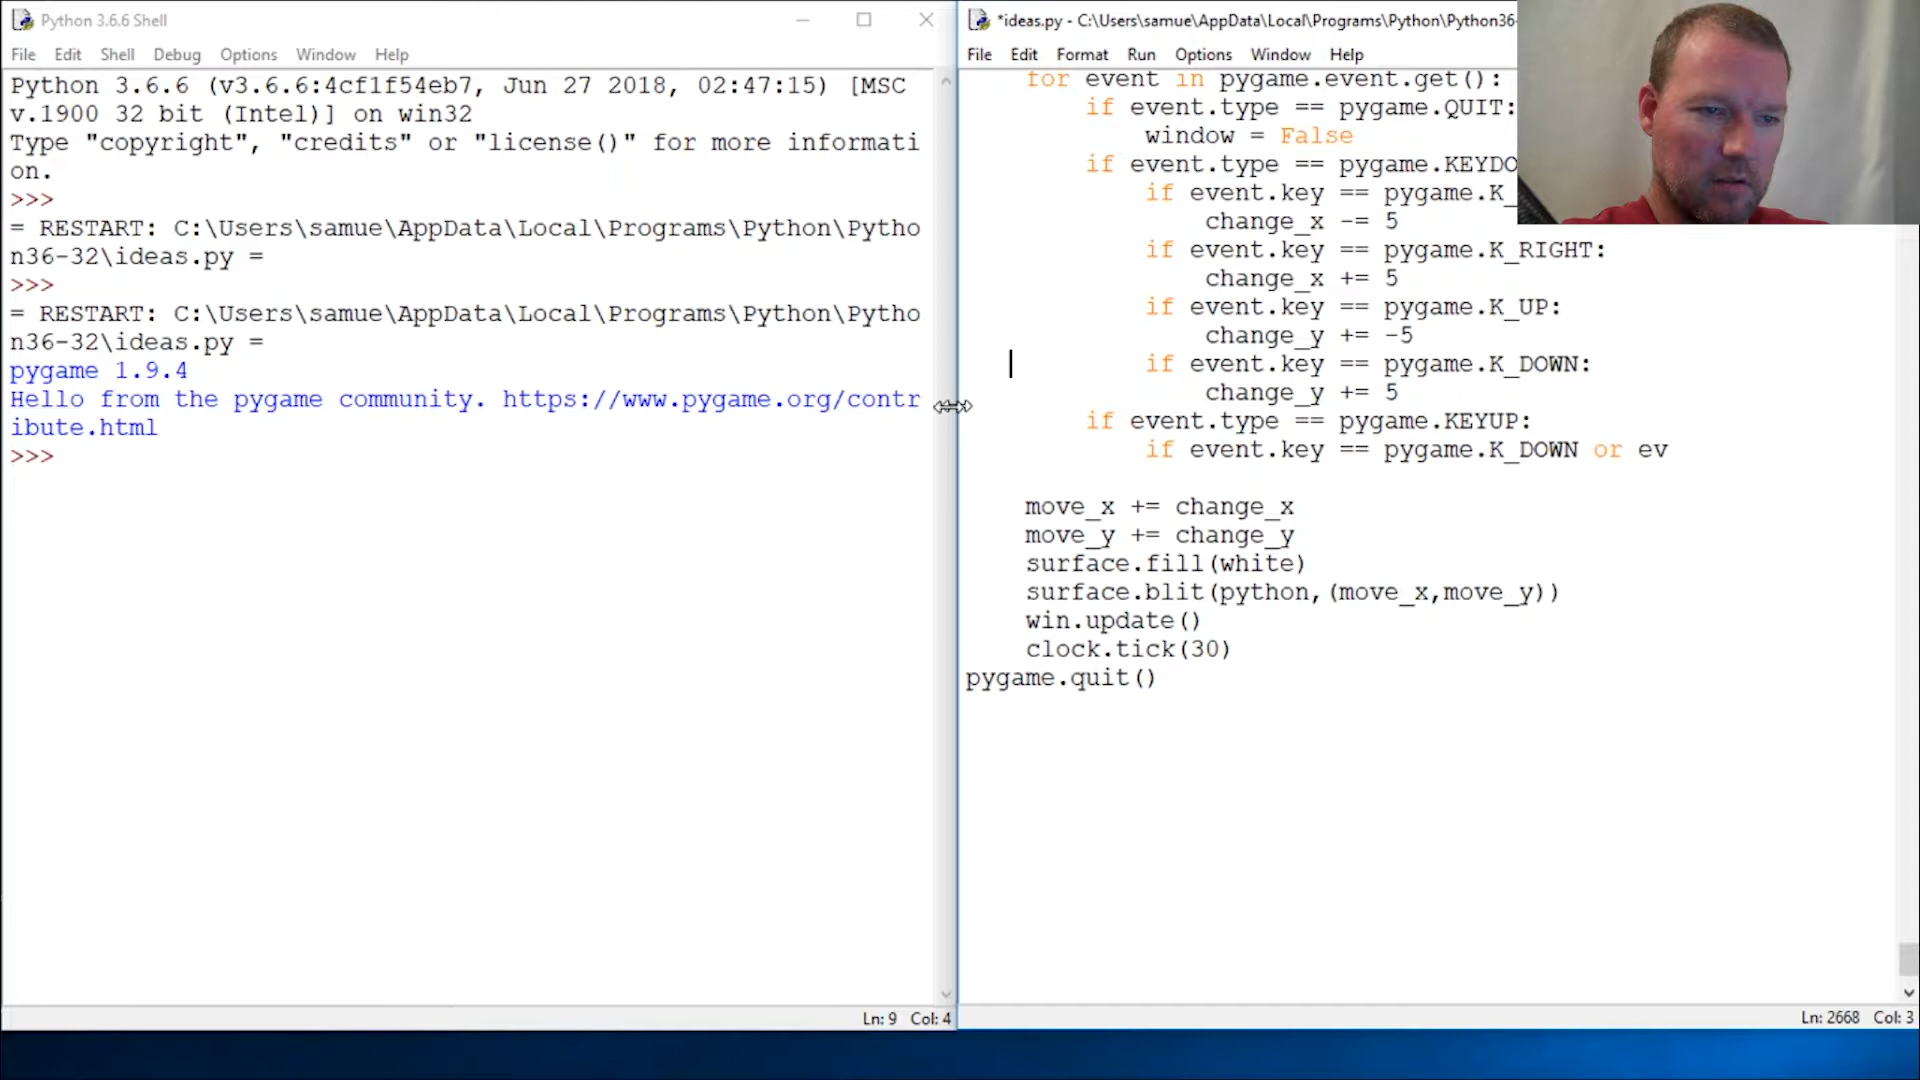 Python 3.6.6 Shell
File Edit Shell Debug Options Window Help
Python 3.6.6 (v3.6.6:4cf1f54eb7, Jun 27 2018, 02:47:15) [MSC
v.1900 32 bit (Intel)] on win32
Type "copyright", "credits" or "license()" for more informati
on.
>>>
= RESTART: C:\Users\samue\AppData\Local\Programs\Python\Pytho
n36-32\ideas.py =
>>>
= RESTART: C:\Users\samue\AppData\Local\Programs\Python\Pytho
n36-32\ideas.py =
pygame 1.9.4
Hello from the pygame community. https://www.pygame.org/contr
ibute.html
>>>
Ln: 9 Col: 4
*ideas.py - C:\Users\samue\AppData\Local\Programs\Python\Python36-
File Edit Format Run Options Window Help
for event in pygame.event.get():
if event.type == pygame.QUIT:
window = False
if event.type == pygame.KEYDO
if event.key == pygame.K_
change_x -= 5
if event.key == pygame.K_RIGHT:
change_x += 5
if event.key == pygame.K_UP:
change_y += -5
if event.key == pygame.K_DOWN:
change_y += 5
if event.type == pygame.KEYUP:
if event.key == pygame.K_DOWN or ev
move_x += change_x
move_y += change_y
surface.fill(white)
surface.blit(python,(move_x,move_y))
win.update()
clock.tick(30)
pygame.quit()
Ln: 2668 Col: 3